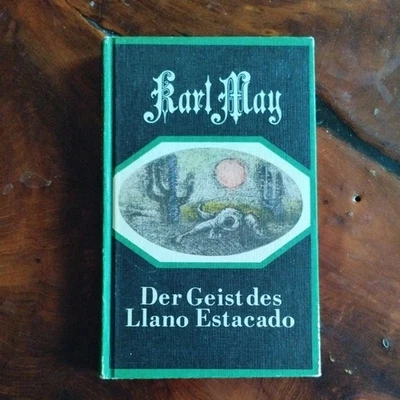 Karl May
Der Geist des
Llano Estacado